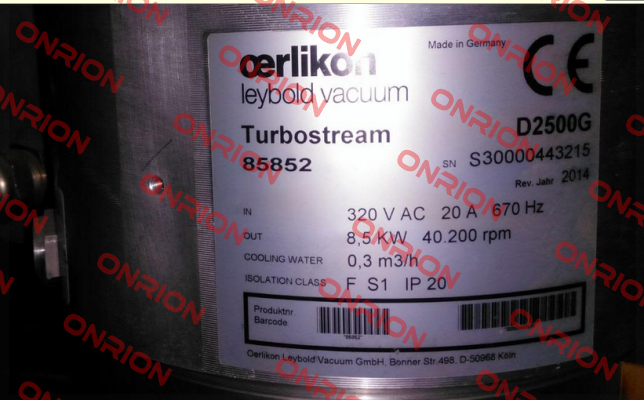 Made in Germany
œrlikon
leybold vacuum
Turbostream D2500G
85852 SN S30000443215
Rev. Jahr 2014
IN 320 V AC 20 A 670 Hz
OUT 8,5 KW 40.200 rpm
COOLING WATER 0,3 m3/h
ISOLATION CLASS F S1 IP 20
Produktnr.
Barcode
Oerlikon Leybold Vacuum GmbH, Bonner Str.498, D-50968 Köln
ONRION